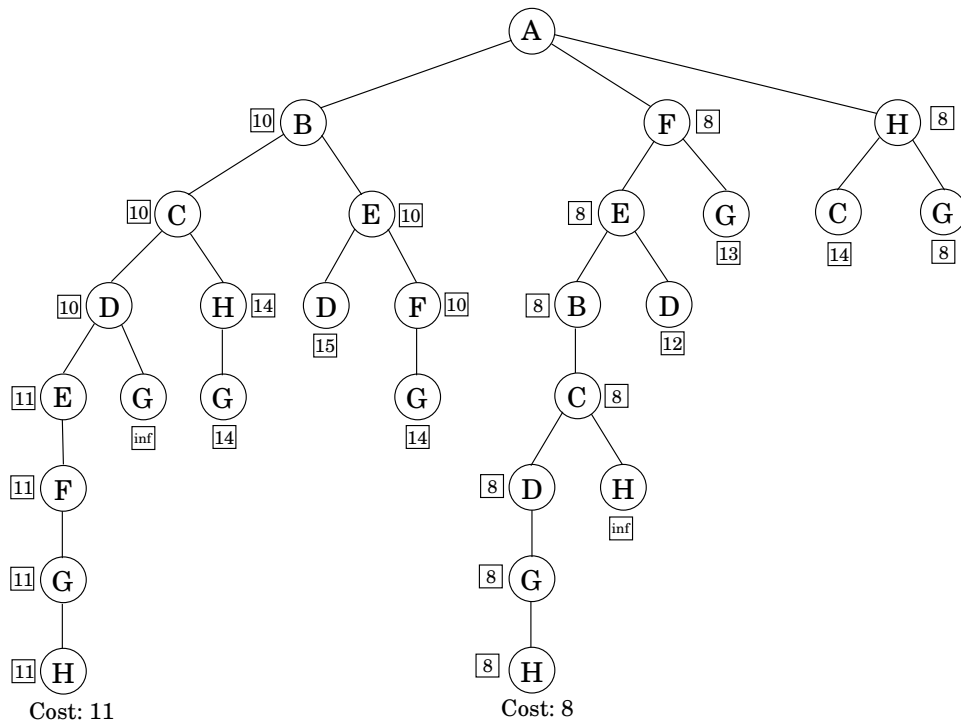 A
10 B F 8 H 8
10 C E 10 8 E G C G
13 14 8
10 D H 14 D F 10 8 B D
15 12
11 E G G G C 8
inf 14 14
11 F 8 D H
inf
11 G 8 G
11 H 8 H
Cost: 11 Cost: 8